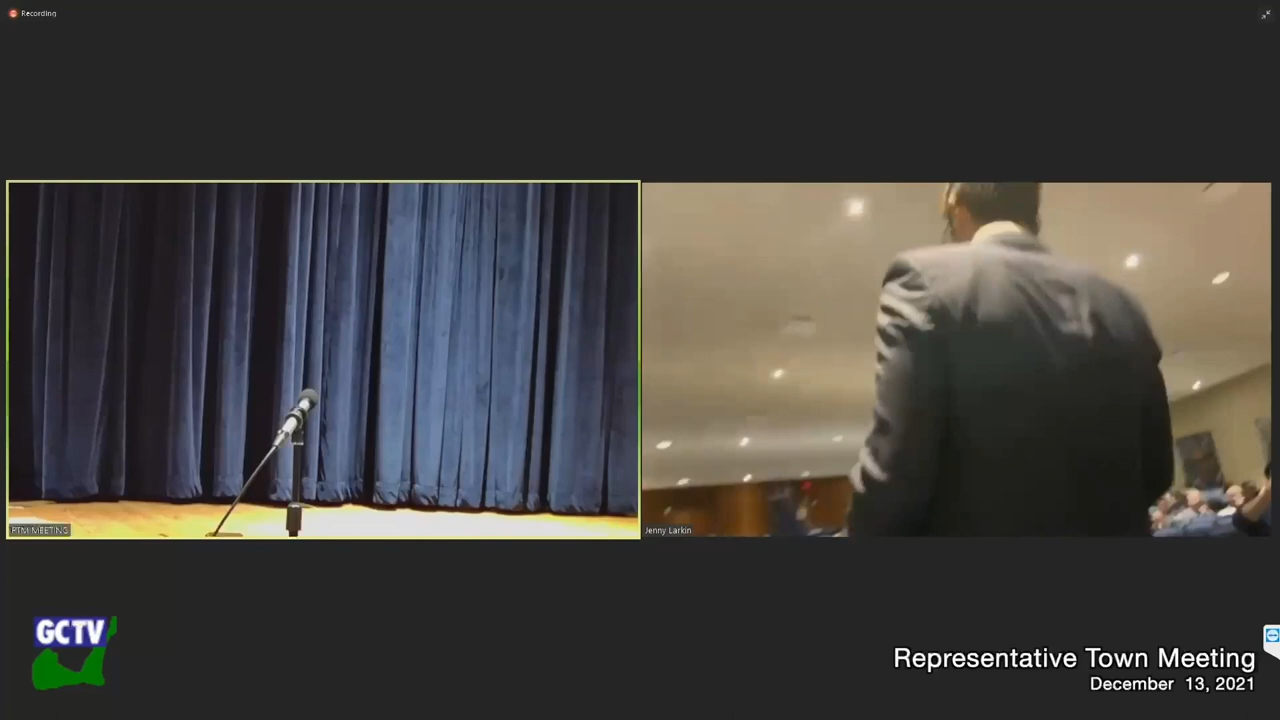 Recording
RTM MEETING
Jenny Larkin
GCTV
Representative Town Meeting
December 13, 2021